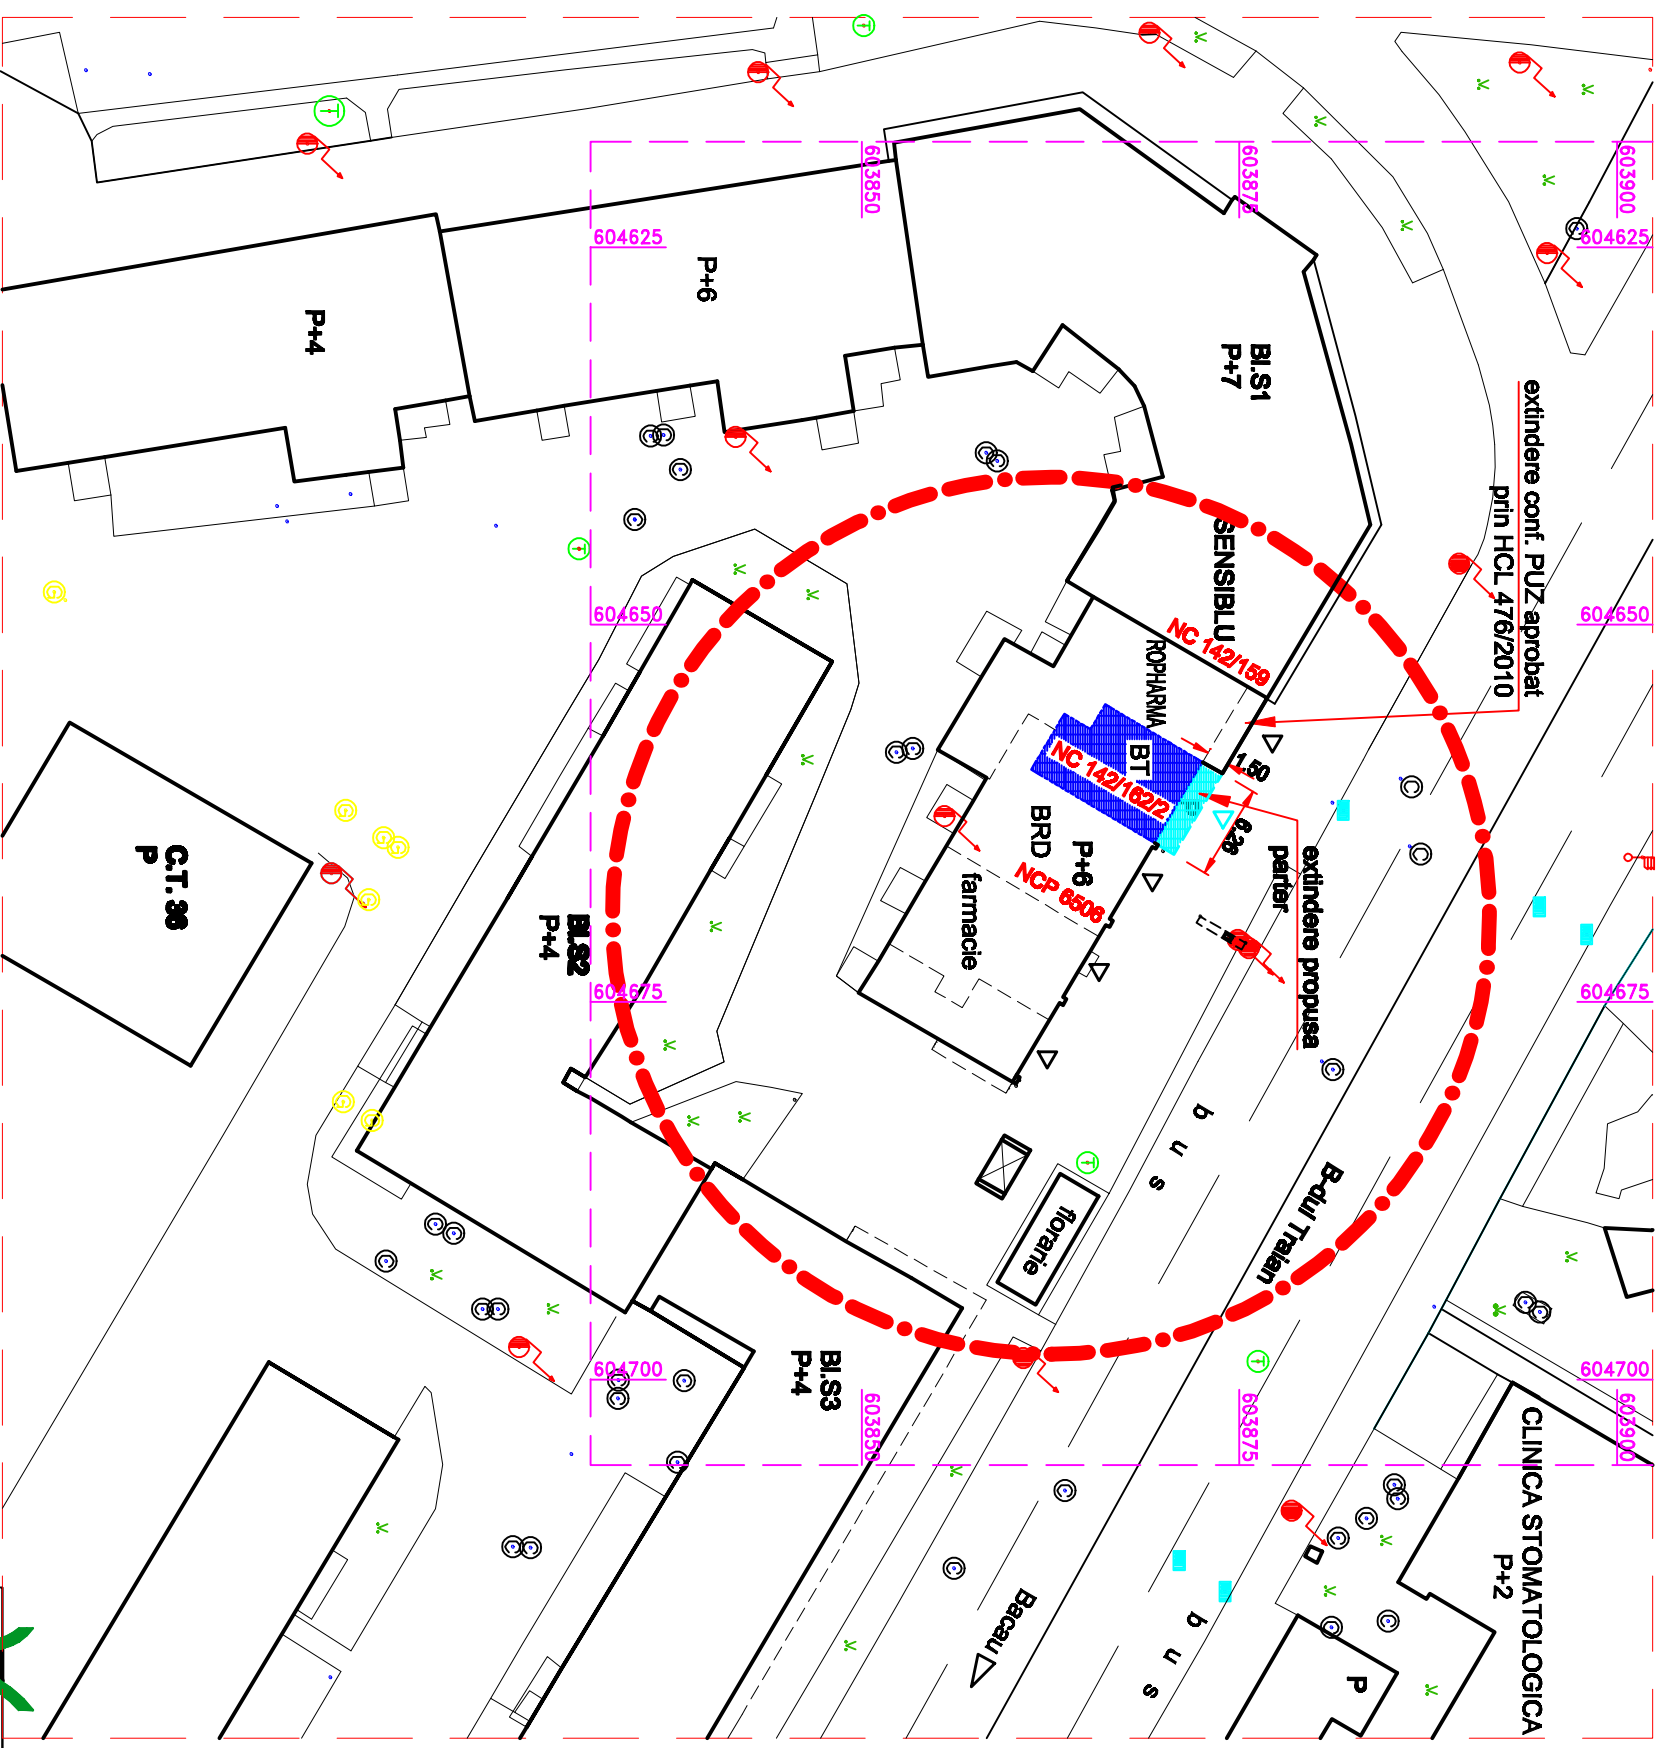 603850
603875
603900
604625
604625
P+6
P+4
Bl.S1
P+7
extindere conf. PUZ aprobat
prin HCL 476/2010
SENSIBLU
NC 142/159
ROPHARMA
604650
604650
BT
NC 142/162/2
1.50
6.26
BRD
P+6
NCP 6506
farmacie
extindere propusa
parter
C.T. 36
P
Bl.S2
P+4
604675
604675
bus
B-dul Traian
florarie
Bl.S3
P+4
604700
604700
603850
603875
603900
CLINICA STOMATOLOGICA
P+2
Bacau
bus
P